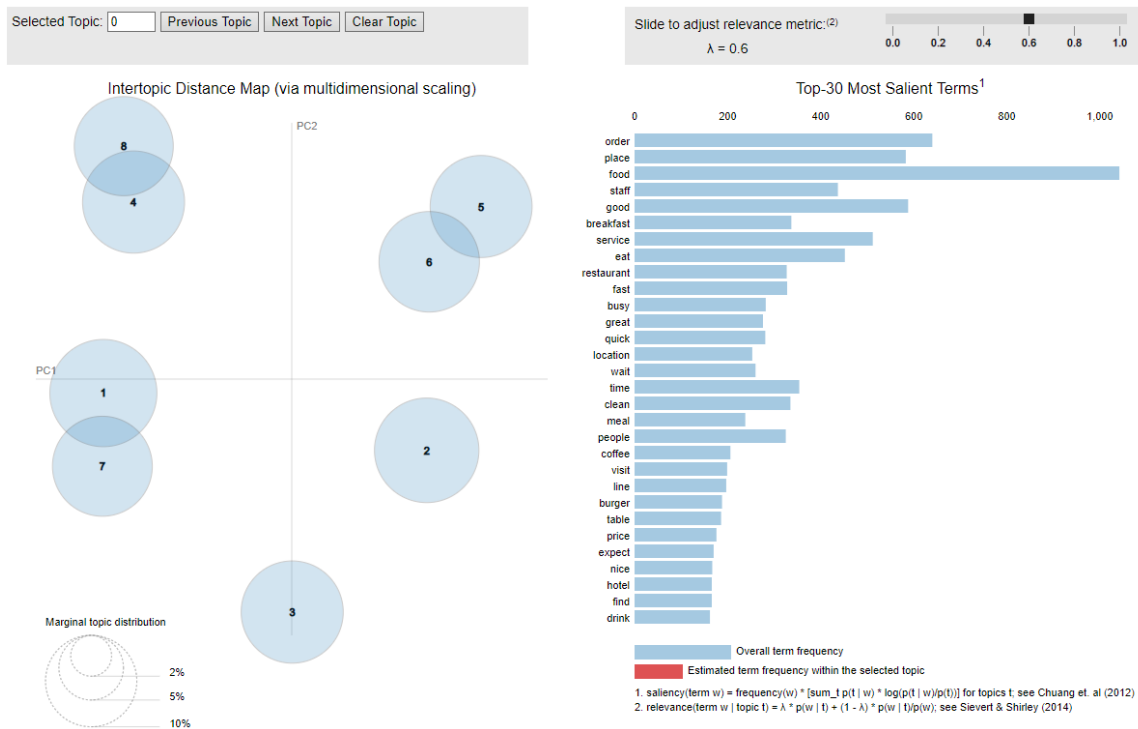 Selected Topic: 0 Previous Topic Next Topic Clear Topic
Slide to adjust relevance metric:(2)
λ = 0.6
0.0 0.2 0.4 0.6 0.8 1.0
Intertopic Distance Map (via multidimensional scaling)
PC2
8
4
5
6
PC1
1
7
2
3
Marginal topic distribution
2%
5%
10%
Top-30 Most Salient Terms1
0 200 400 600 800 1,000
order
place
food
staff
good
breakfast
service
eat
restaurant
fast
busy
great
quick
location
wait
time
clean
meal
people
coffee
visit
line
burger
table
price
expect
nice
hotel
find
drink
Overall term frequency
Estimated term frequency within the selected topic
1. saliency(term w) = frequency(w) * [sum_t p(t | w) * log(p(t | w)/p(t))] for topics t; see Chuang et. al (2012)
2. relevance(term w | topic t) = λ * p(w | t) + (1 - λ) * p(w | t)/p(w); see Sievert & Shirley (2014)